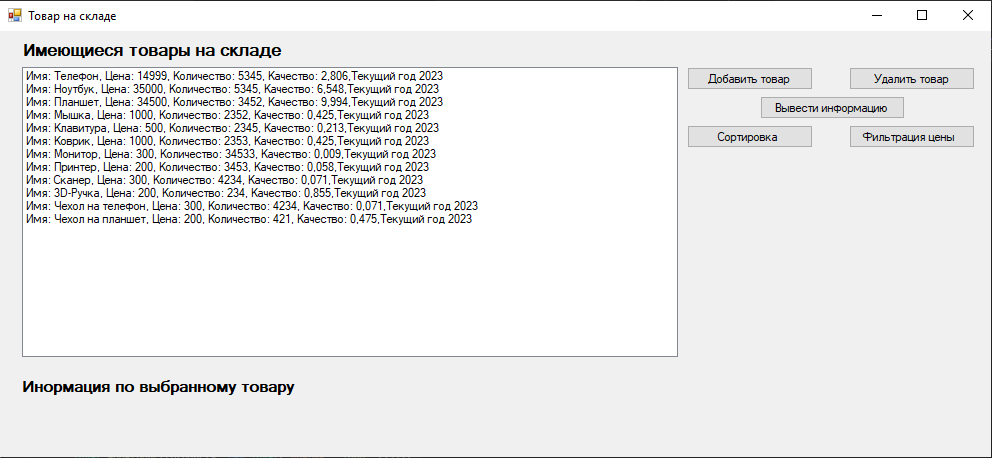 Товар на складе
Имеющиеся товары на складе
Имя: Телефон, Цена: 14999, Количество: 5345, Качество: 2,806,Текущий год 2023
Имя: Ноутбук, Цена: 35000, Количество: 5345, Качество: 6,548,Текущий год 2023
Имя: Планшет, Цена: 34500, Количество: 3452, Качество: 9,994,Текущий год 2023
Имя: Мышка, Цена: 1000, Количество: 2352, Качество: 0,425,Текущий год 2023
Имя: Клавитура, Цена: 500, Количество: 2345, Качество: 0,213,Текущий год 2023
Имя: Коврик, Цена: 1000, Количество: 2353, Качество: 0,425,Текущий год 2023
Имя: Монитор, Цена: 300, Количество: 34533, Качество: 0,009,Текущий год 2023
Имя: Принтер, Цена: 200, Количество: 3453, Качество: 0,058,Текущий год 2023
Имя: Сканер, Цена: 300, Количество: 4234, Качество: 0,071,Текущий год 2023
Имя: 3D-Ручка, Цена: 200, Количество: 234, Качество: 0,855,Текущий год 2023
Имя: Чехол на телефон, Цена: 300, Количество: 4234, Качество: 0,071,Текущий год 2023
Имя: Чехол на планшет, Цена: 200, Количество: 421, Качество: 0,475,Текущий год 2023
Добавить товар
Удалить товар
Вывести информацию
Сортировка
Фильтрация цены
Инормация по выбранному товару